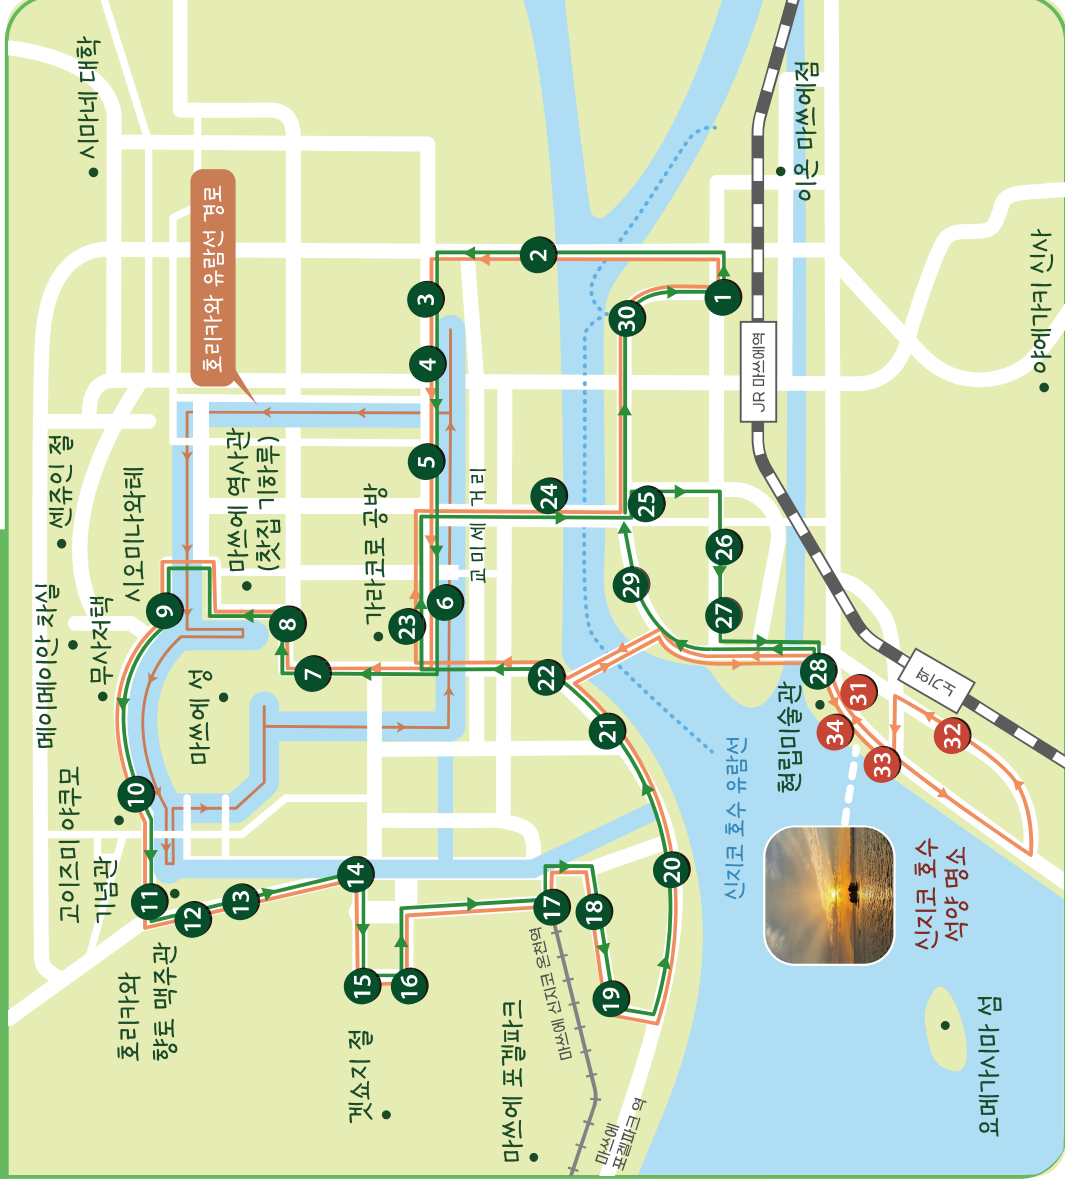 메이메이안 차실
센쥬인 절
시마네 대학
고이즈미 야쿠모
기념관
무사저택
시오미나와테
호리카와
향토 맥주관
마쓰에 성
마쓰에 역사관
(찻집 기하루)
호리카와 유람선 경로
9
10
11
12
13
8
7
14
15
16
겟쇼지 절
가라코로 공방
교미세 거리
3
4
5
6
23
2
22
24
17
18
19
21
20
마쓰에 포겔파크
마쓰에 신지코 온천역
마쓰에
포겔파크 역
30
25
29
1
26
27
28
신지코 호수 유람선
현립미술관
JR 마쓰에역
이온 마쓰에점
31
34
33
32
노기역
신지코 호수
석양 명소
요메가시마 섬
야에가키 신사